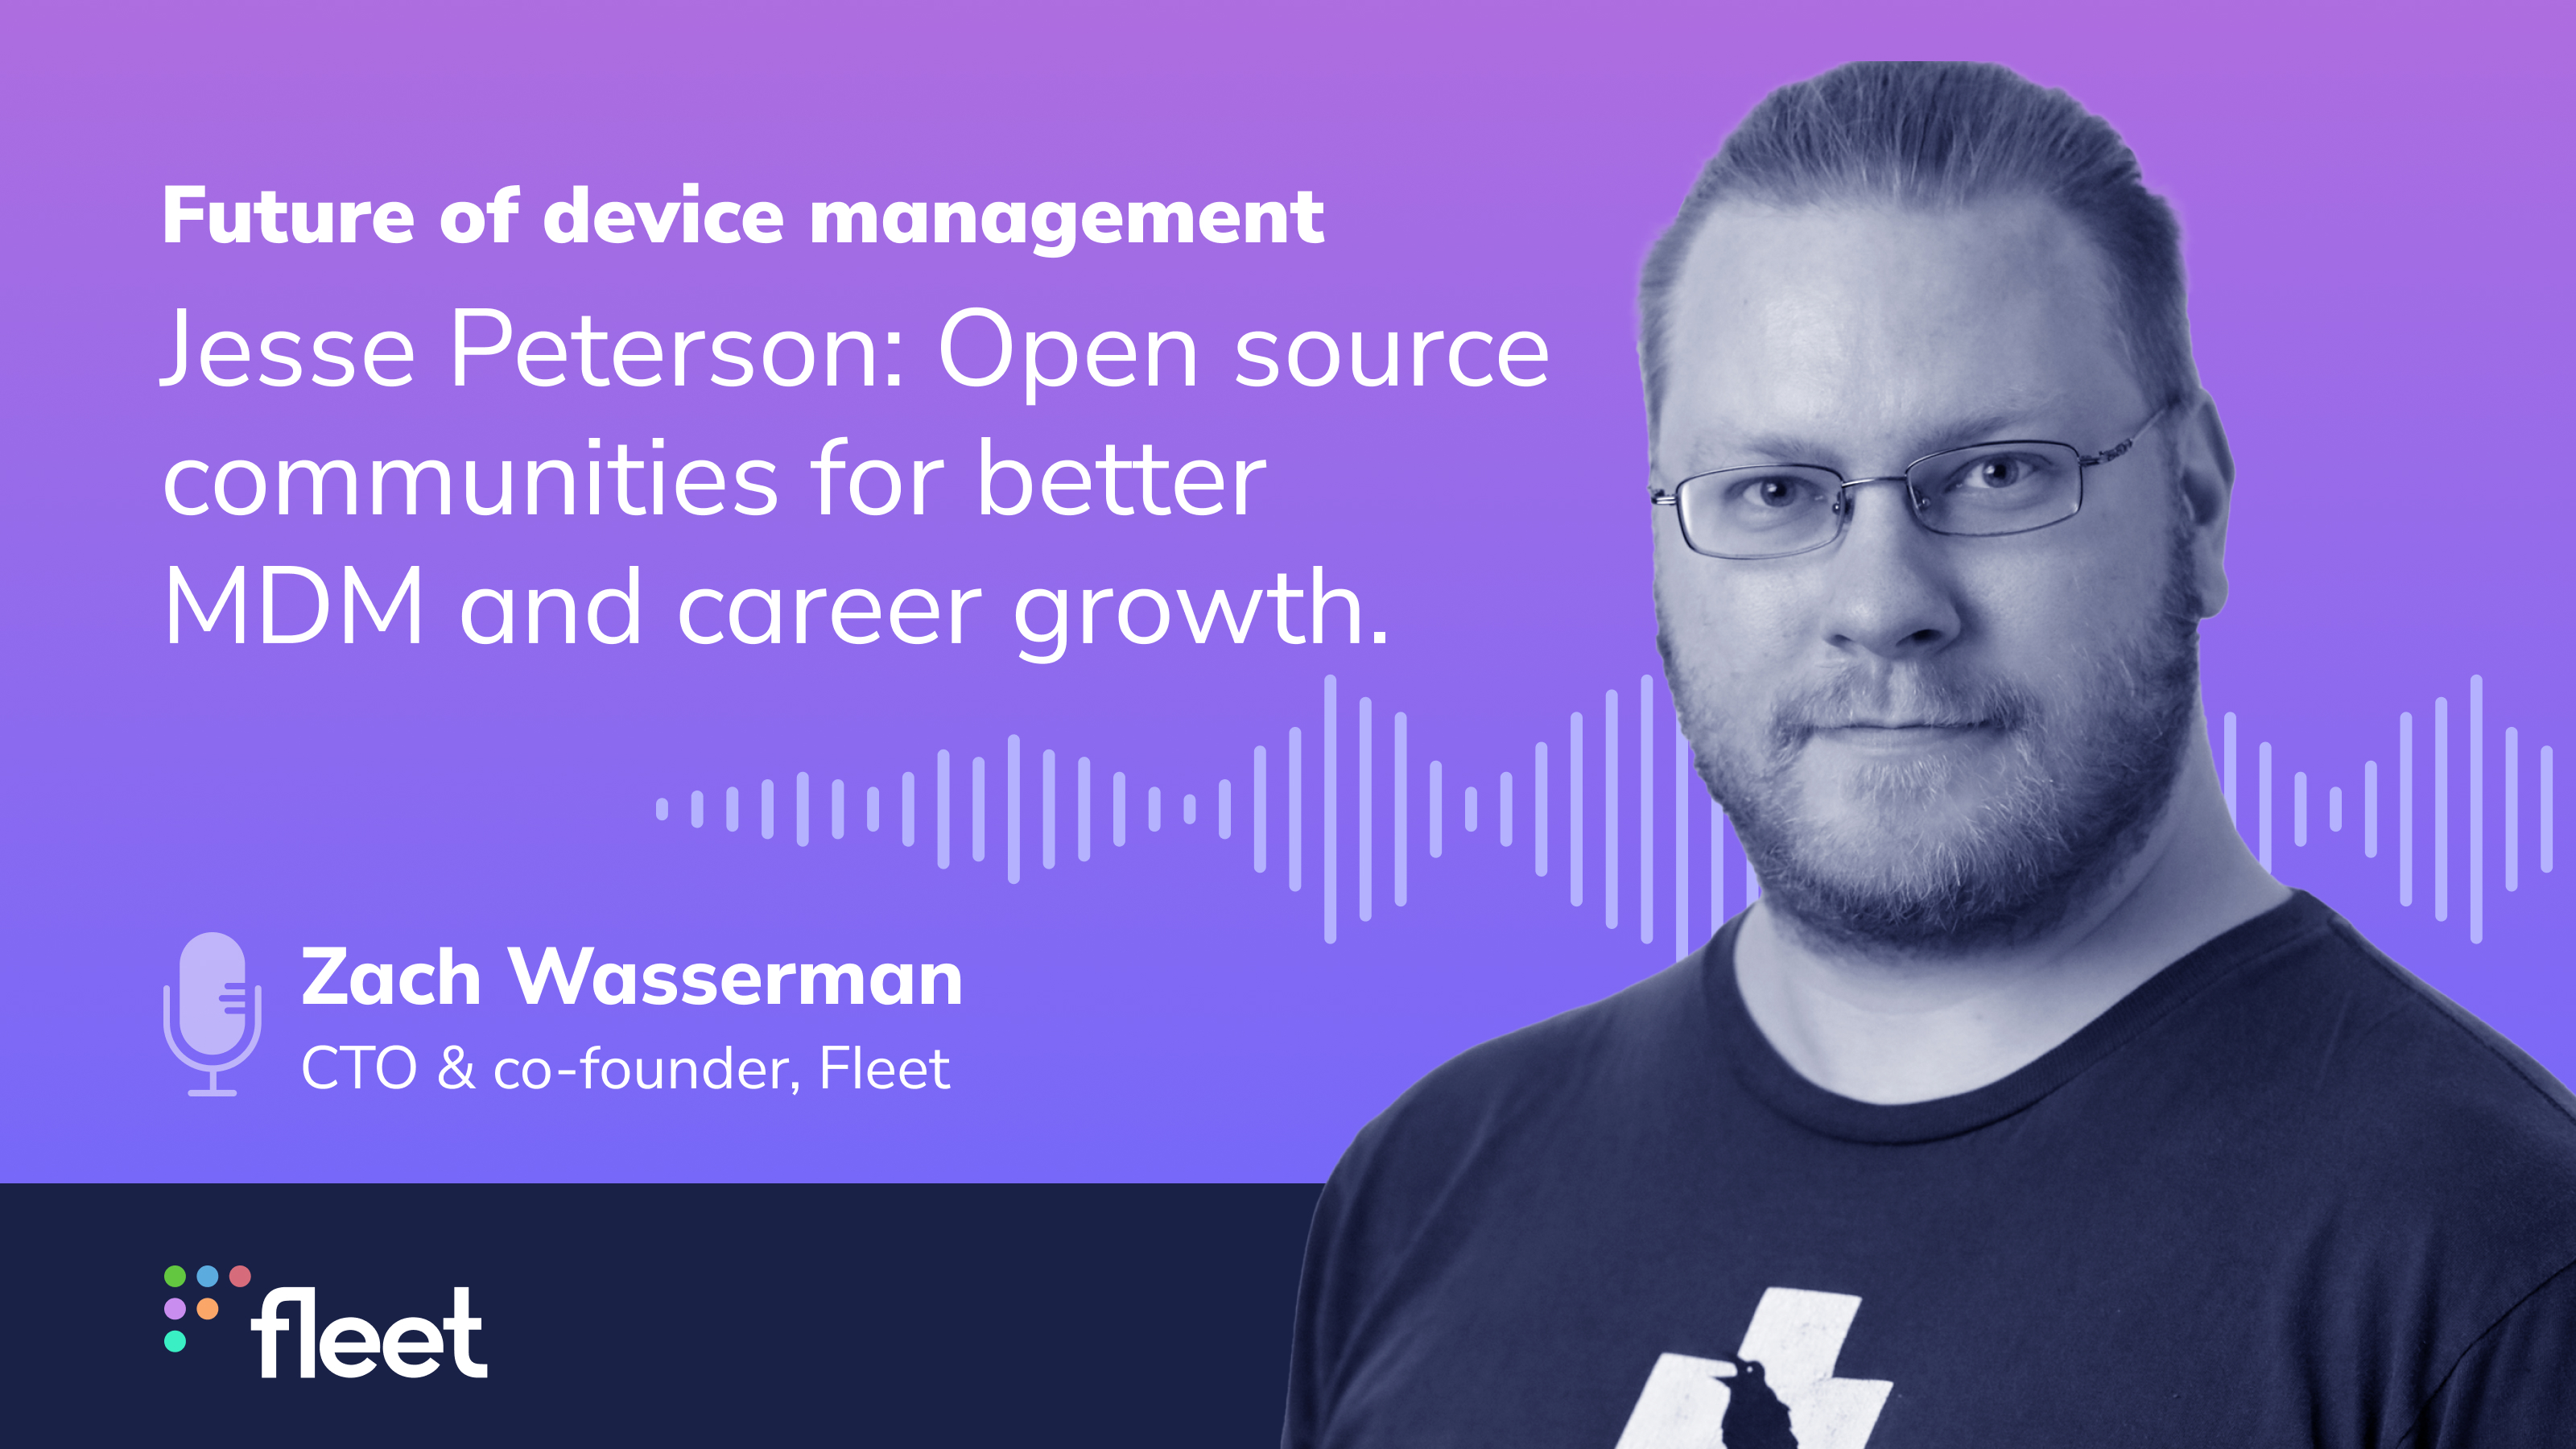 Future of device management
Jesse Peterson: Open source
communities for better
MDM and career growth.
Zach Wasserman
CTO & co-founder, Fleet
fleet